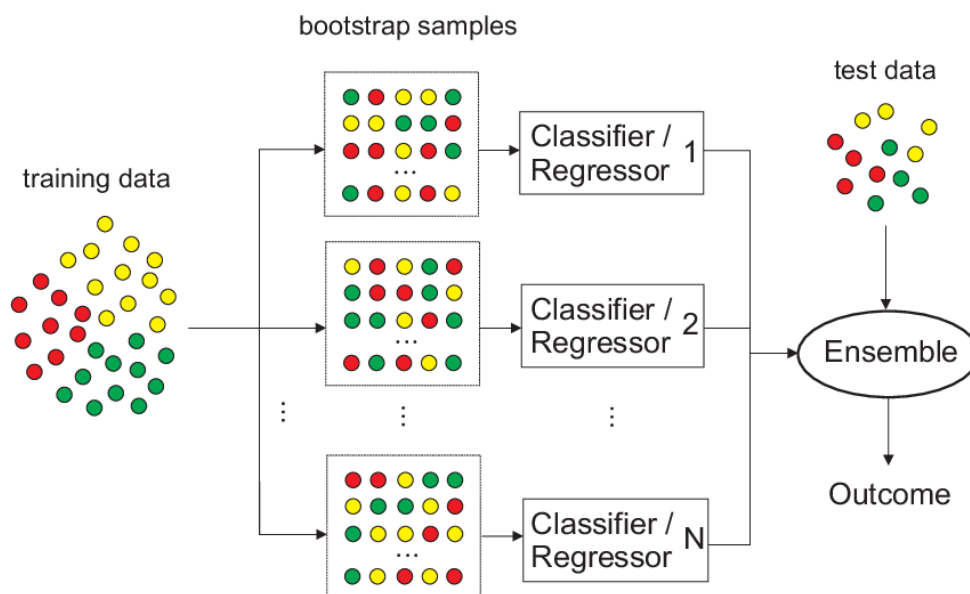 bootstrap samples
test data
training data
...
Classifier /
Regressor 1
...
Classifier /
Regressor 2
Ensemble
...
...
...
Outcome
...
Classifier /
Regressor N